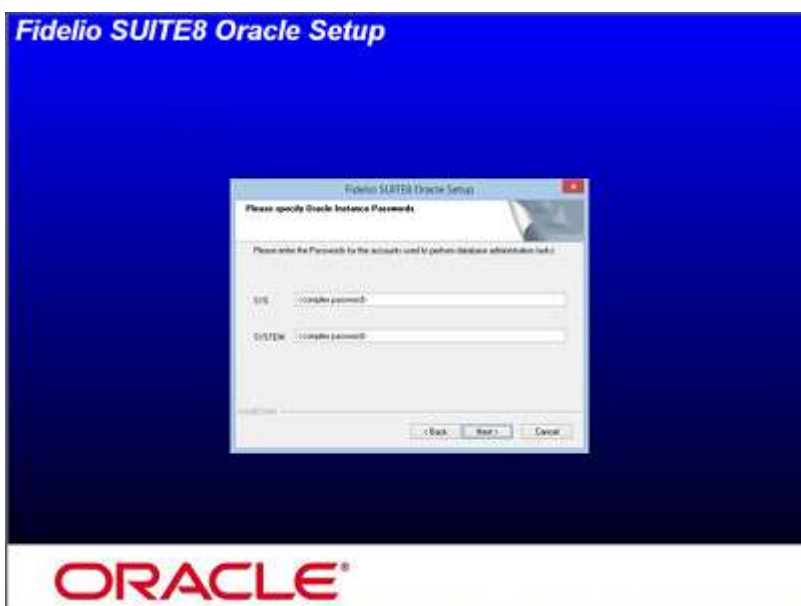 Fidelio SUITE8 Oracle Setup
Fidelio SUITE8 Oracle Setup
Please specify Oracle Instance Passwords.
Please enter the Passwords for the accounts used to perform database administration tasks
SYS <complex password>
SYSTEM <complex password>
InstallShield
< Back Next > Cancel
ORACLE®